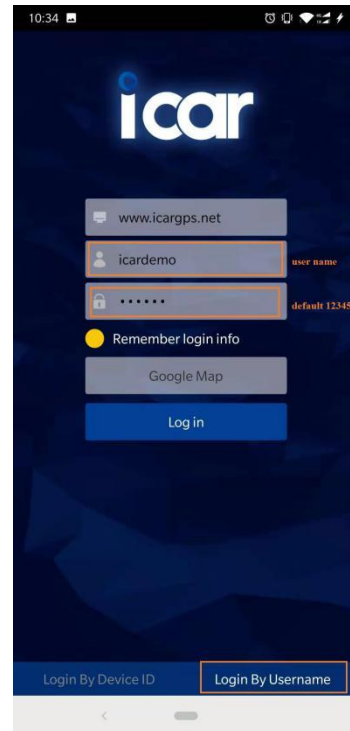 10:34
icar
www.icargps.net
icardemo
user name
••••••
default 12345
Remember login info
Google Map
Log in
Login By Device ID
Login By Username